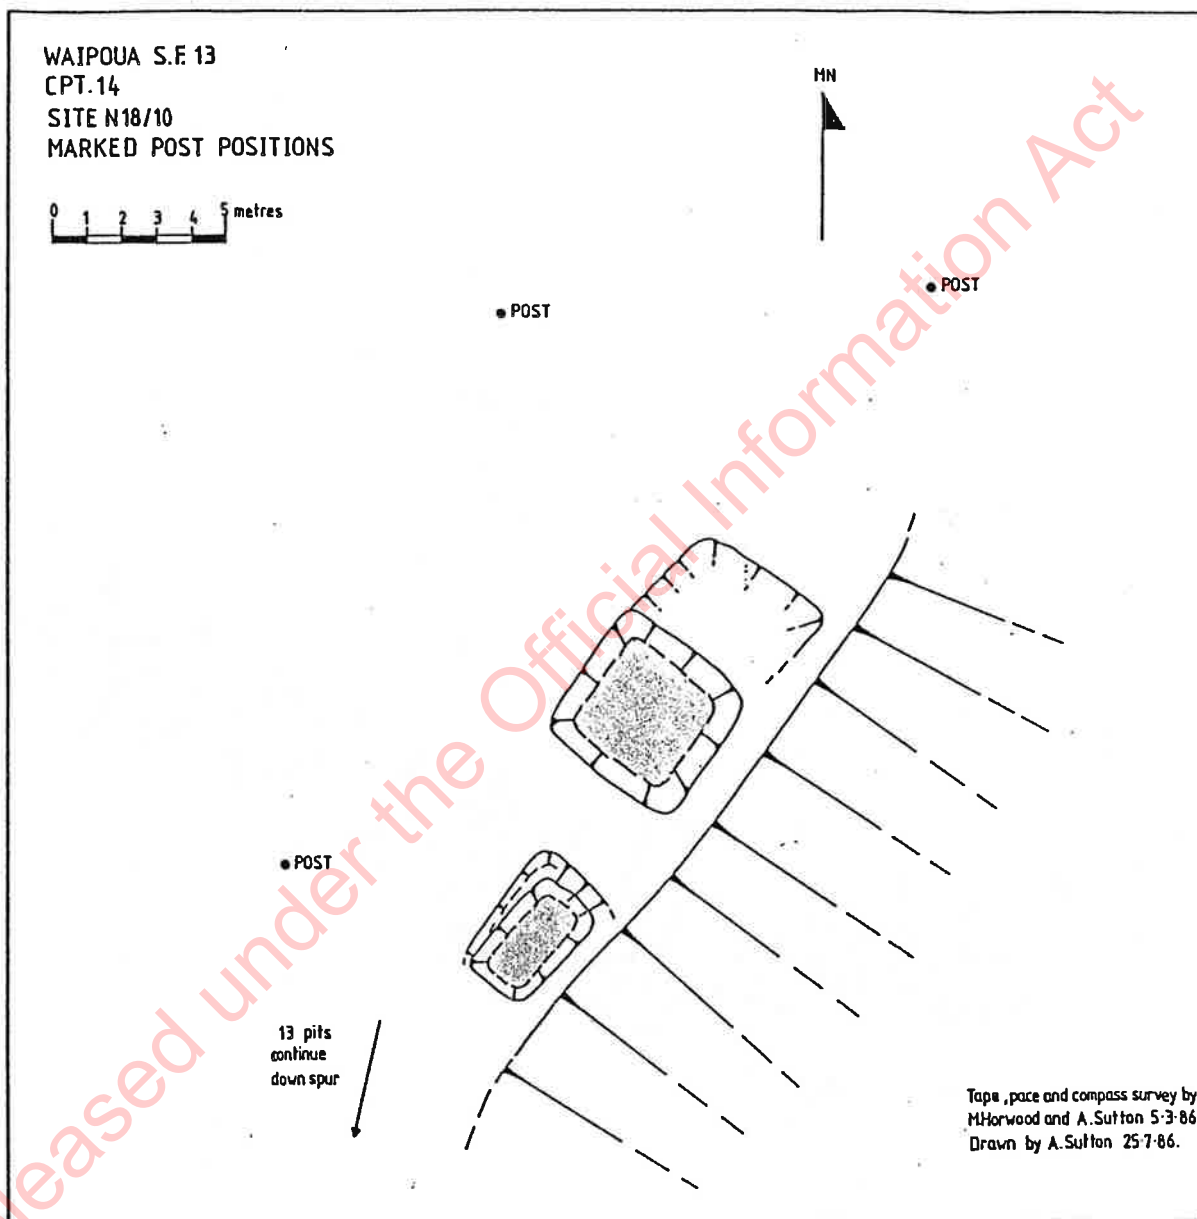 WAIPOUA S.F. 13
CPT.14
SITE N18/10
MARKED POST POSITIONS
0 1 2 3 4 5 metres
MN
POST
POST
POST
13 pits
continue
down spur
Tape, pace and compass survey by
M.Horwood and A.Sutton 5·3·86
Drawn by A.Sutton 25·7·86.
eleased under the Official Information Act